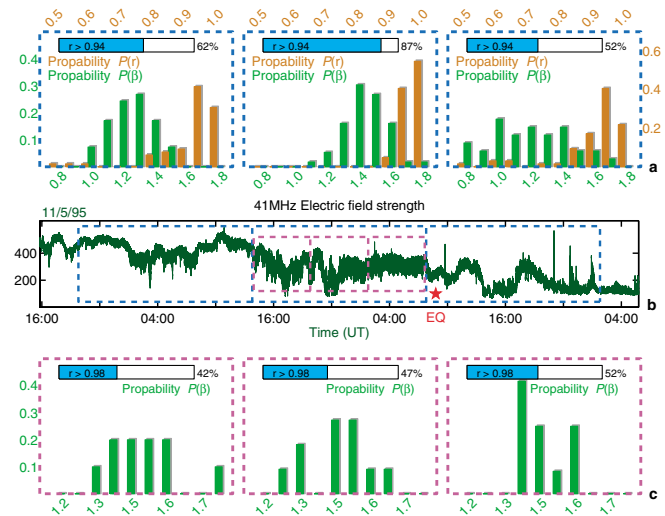 0.5 0.6 0.7 0.8 0.9 1.0 0.5 0.6 0.7 0.8 0.9 1.0 0.5 0.6 0.7 0.8 0.9 1.0
r > 0.94 62% r > 0.94 87% r > 0.94 52%
Propability P(r) Propability P(r) Propability P(r)
Propability P(β) Propability P(β) Propability P(β)
0.4
0.3
0.2
0.1
0.6
0.4
0.2
0.0
0.8 1.0 1.2 1.4 1.6 1.8 0.8 1.0 1.2 1.4 1.6 1.8 0.8 1.0 1.2 1.4 1.6 1.8
a
11/5/95 41MHz Electric field strength
400
200
b
16:00 04:00 16:00 04:00 EQ 16:00 04:00
Time (UT)
r > 0.98 42% r > 0.98 47% r > 0.98 52%
Propability P(β) Propability P(β) Propability P(β)
0.4
0.3
0.2
0.1
c
1.2 1.3 1.5 1.6 1.7 1.2 1.3 1.5 1.6 1.7 1.2 1.3 1.5 1.6 1.7